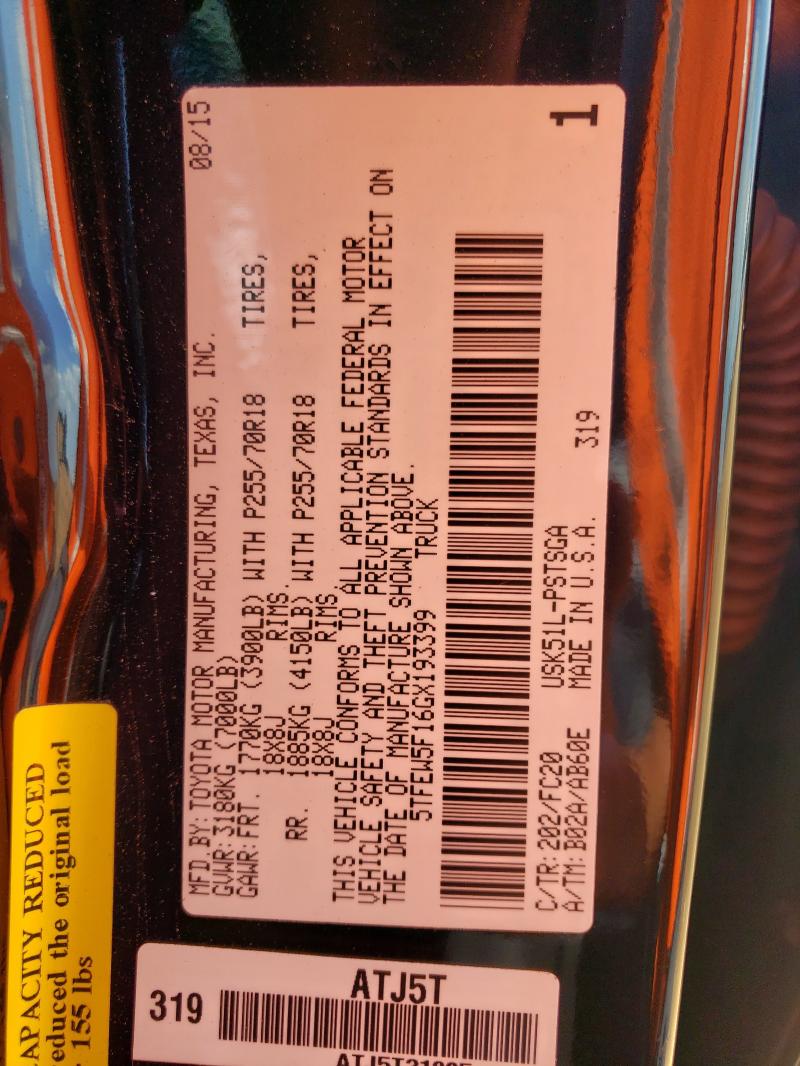 MFD.BY: TOYOTA MOTOR MANUFACTURING, TEXAS, INC. 08/15
GVWR: 3180KG (7000LB)
GAWR: FRT. 1770KG (3900LB) WITH P255/70R18 TIRES,
18X8J RIMS.
RR. 1885KG (4150LB) WITH P255/70R18 TIRES,
18X8J RIMS.
THIS VEHICLE CONFORMS TO ALL APPLICABLE FEDERAL MOTOR
VEHICLE SAFETY AND THEFT PREVENTION STANDARDS IN EFFECT ON
THE DATE OF MANUFACTURE SHOWN ABOVE.
5TFEW5F16GX193399 TRUCK
C/TR: 202/FC20 USK51L-PSTSGA
A/TM: B02A/AB60E MADE IN U.S.A. 319
1
REDUCED
educed the original load
155 lbs
319
ATJ5T